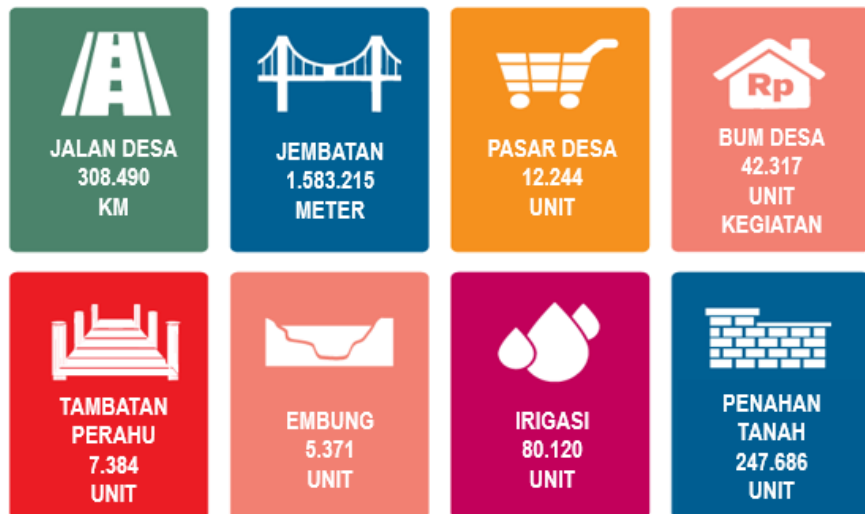 JALAN DESA
308.490
KM
JEMBATAN
1.583.215
METER
PASAR DESA
12.244
UNIT
Rp
BUM DESA
42.317
UNIT
KEGIATAN
TAMBATAN
PERAHU
7.384
UNIT
EMBUNG
5.371
UNIT
IRIGASI
80.120
UNIT
PENAHAN
TANAH
247.686
UNIT